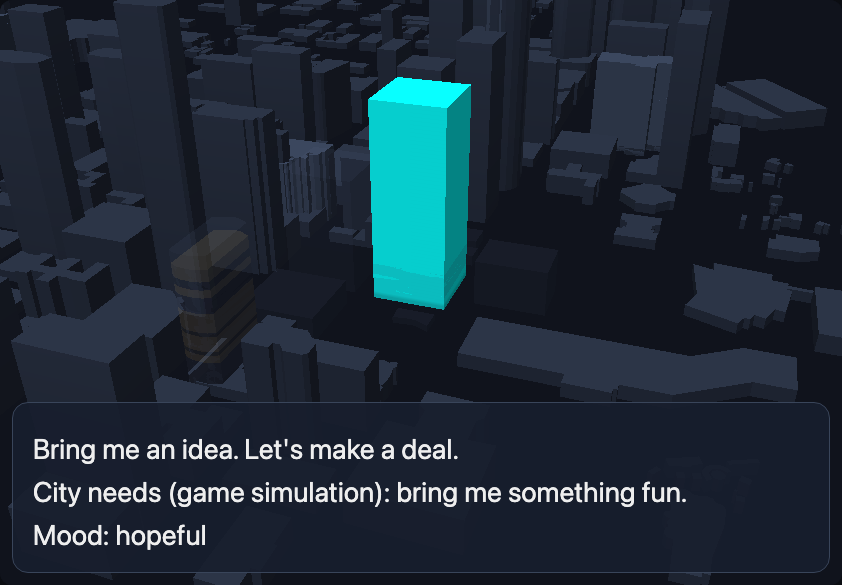 Bring me an idea. Let's make a deal.
City needs (game simulation): bring me something fun.
Mood: hopeful